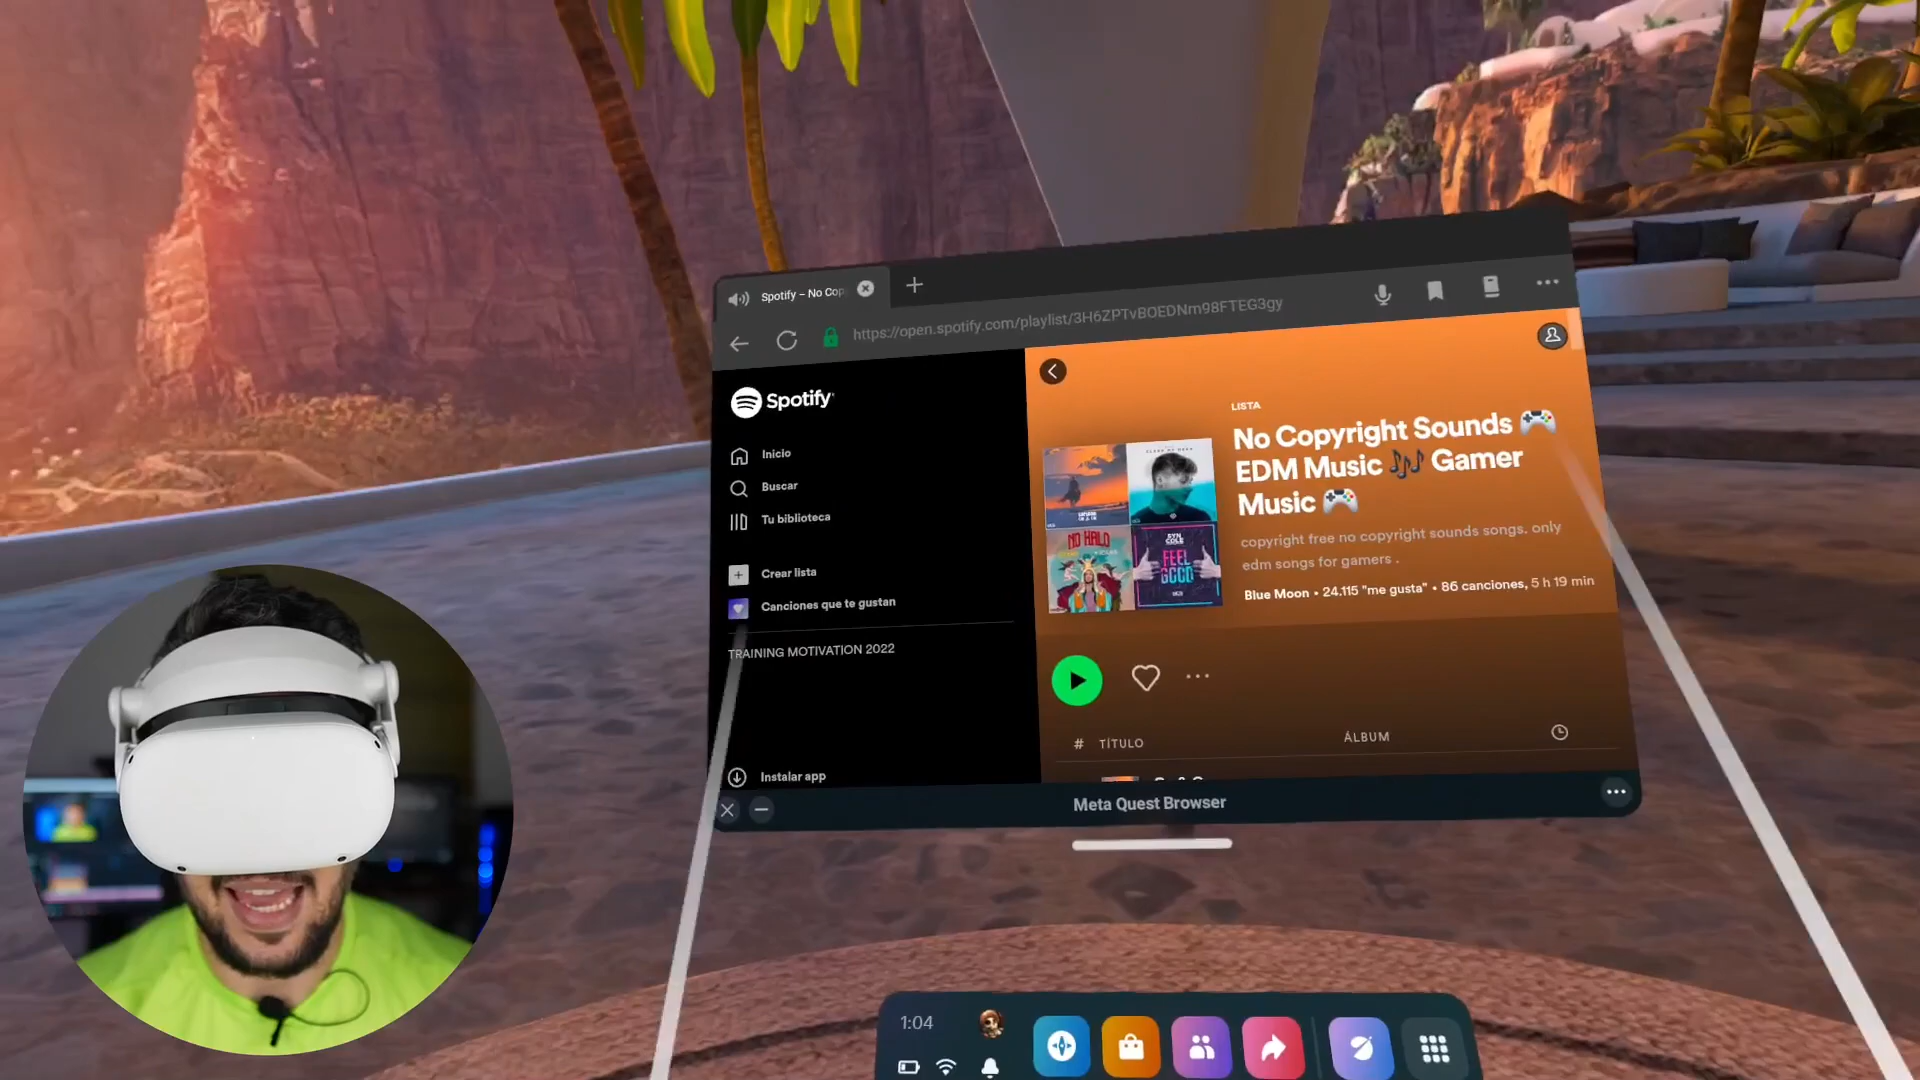 Spotify – No Cop
https://open.spotify.com/playlist/3H6ZPTvBOEDNm98FTEG3gy
Spotify
Inicio
Buscar
Tu biblioteca
Crear lista
Canciones que te gustan
TRAINING MOTIVATION 2022
Instalar app
LISTA
No Copyright Sounds 🎮
EDM Music 🎶 Gamer
Music 🎮
copyright free no copyright sounds songs. only
edm songs for gamers .
Blue Moon • 24.115 "me gusta" • 86 canciones, 5 h 19 min
NO HALO
SYN
COLE
FEEL
GOOD
# TÍTULO
ÁLBUM
Meta Quest Browser
1:04